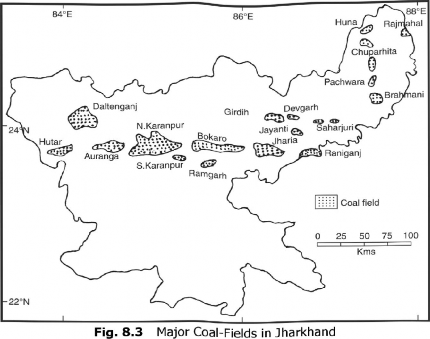 84°E
86°E
88°E
Huna
Rajmahal
Chuparhita
Pachwara
Brahmani
Daltenganj
Girdih
Devgarh
24°N
N.Karanpur
Jayanti
Saharjuri
Hutar
Bokaro
Jharia
Auranga
Raniganj
S.Karanpur
Ramgarh
Coal field
0 25 50 75 100
Kms
22°N
Fig. 8.3 Major Coal-Fields in Jharkhand